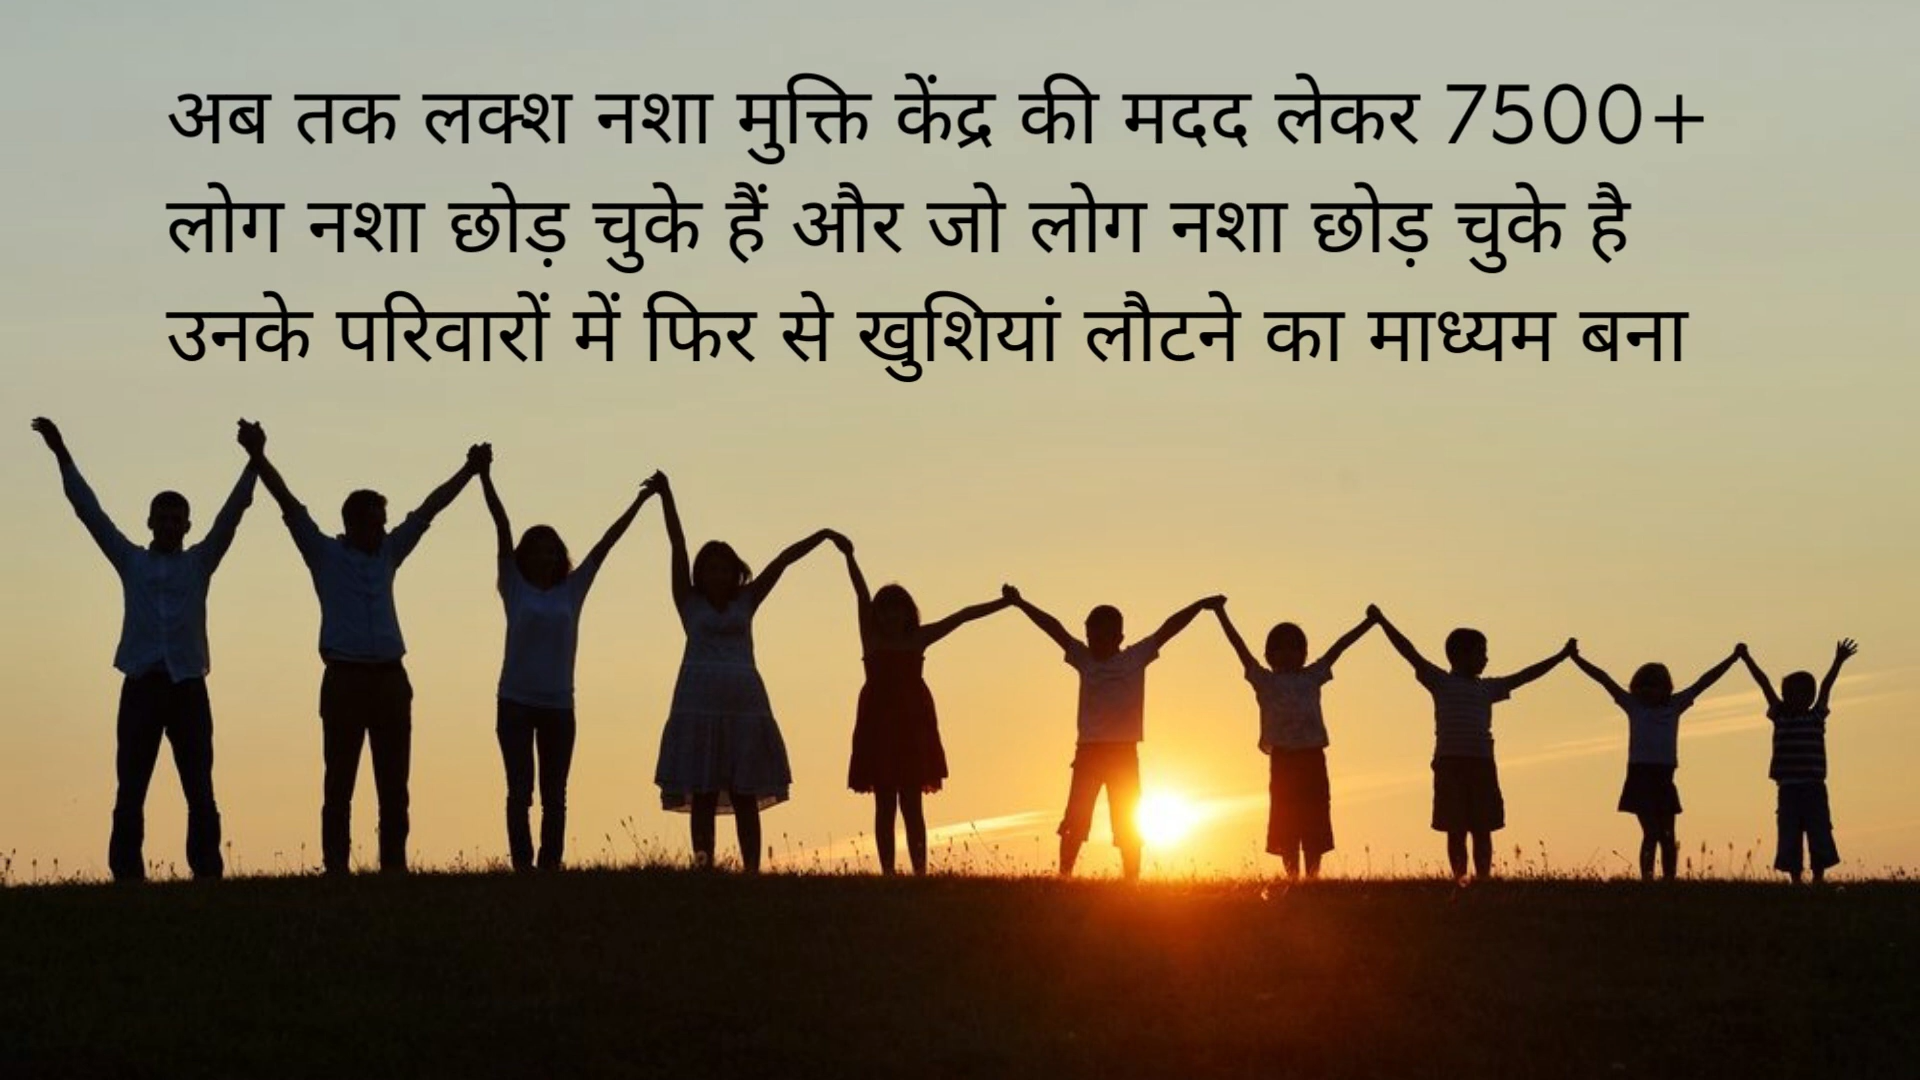 अब तक लक्श नशा मुक्ति केंद्र की मदद लेकर 7500+
लोग नशा छोड़ चुके हैं और जो लोग नशा छोड़ चुके है
उनके परिवारों में फिर से खुशियां लौटने का माध्यम बना